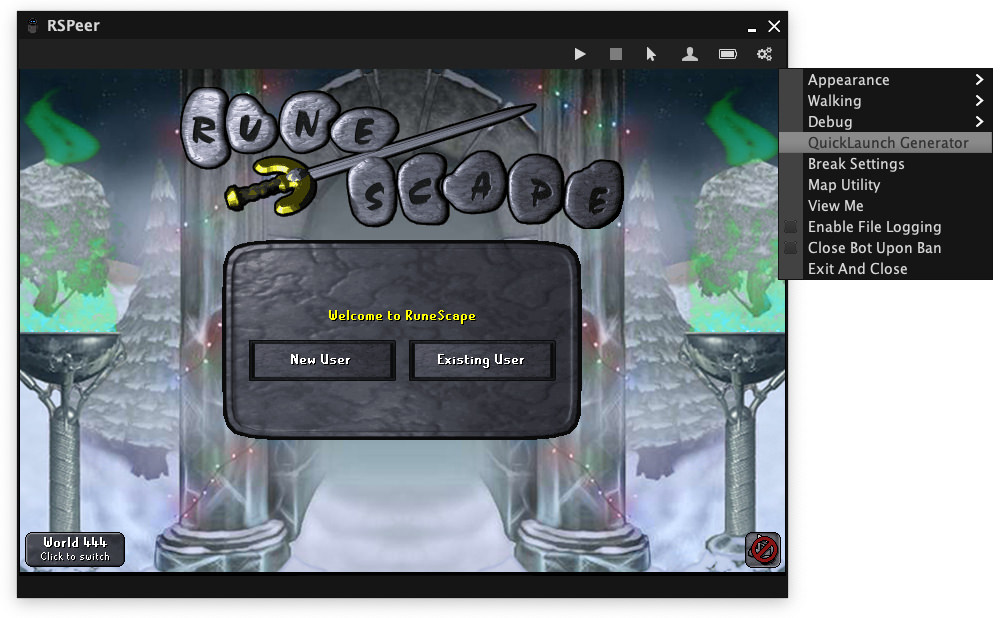 RSPeer
Appearance
Walking
Debug
QuickLaunch Generator
Break Settings
Map Utility
View Me
Enable File Logging
Close Bot Upon Ban
Exit And Close
RUNE
SCAPE
Welcome to RuneScape
New User
Existing User
World 444
Click to switch